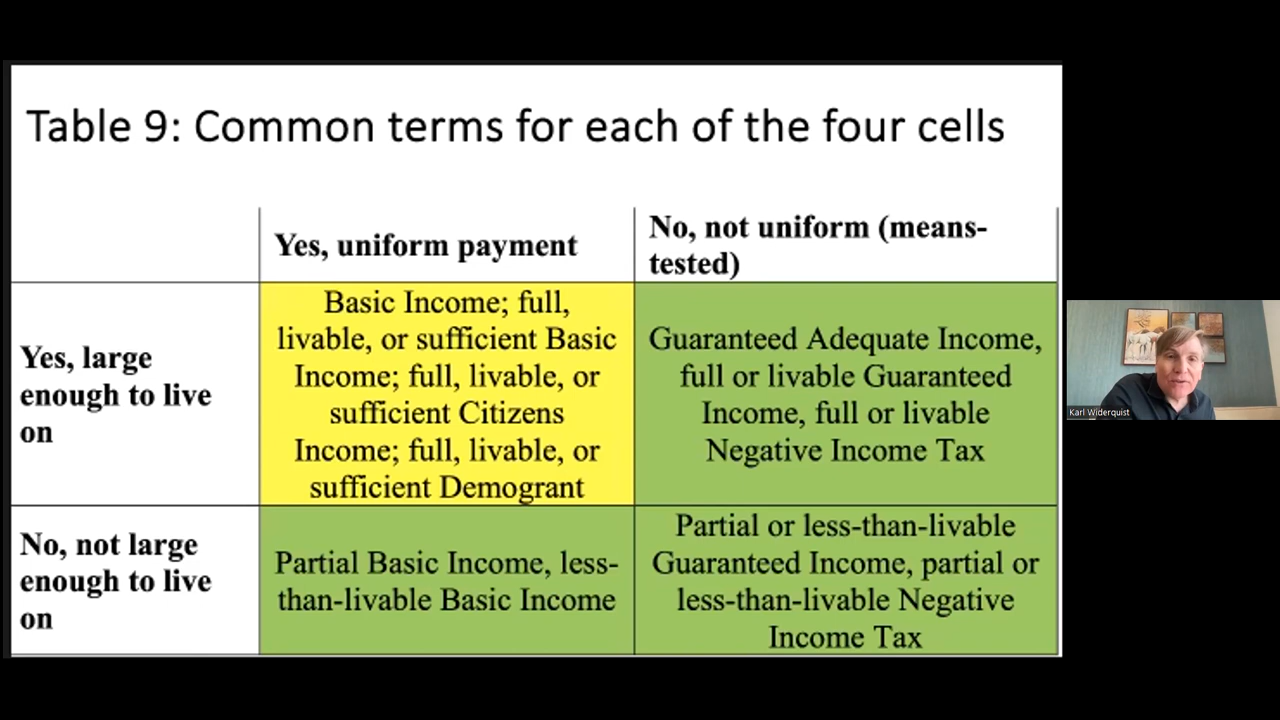 Table 9: Common terms for each of the four cells
Yes, uniform payment
No, not uniform (means-
tested)
Yes, large
enough to live
on
Basic Income; full,
livable, or sufficient Basic
Income; full, livable, or
sufficient Citizens
Income; full, livable, or
sufficient Demogrant
Guaranteed Adequate Income,
full or livable Guaranteed
Income, full or livable
Negative Income Tax
No, not large
enough to live
on
Partial Basic Income, less-
than-livable Basic Income
Partial or less-than-livable
Guaranteed Income, partial or
less-than-livable Negative
Income Tax
Karl Widerquist